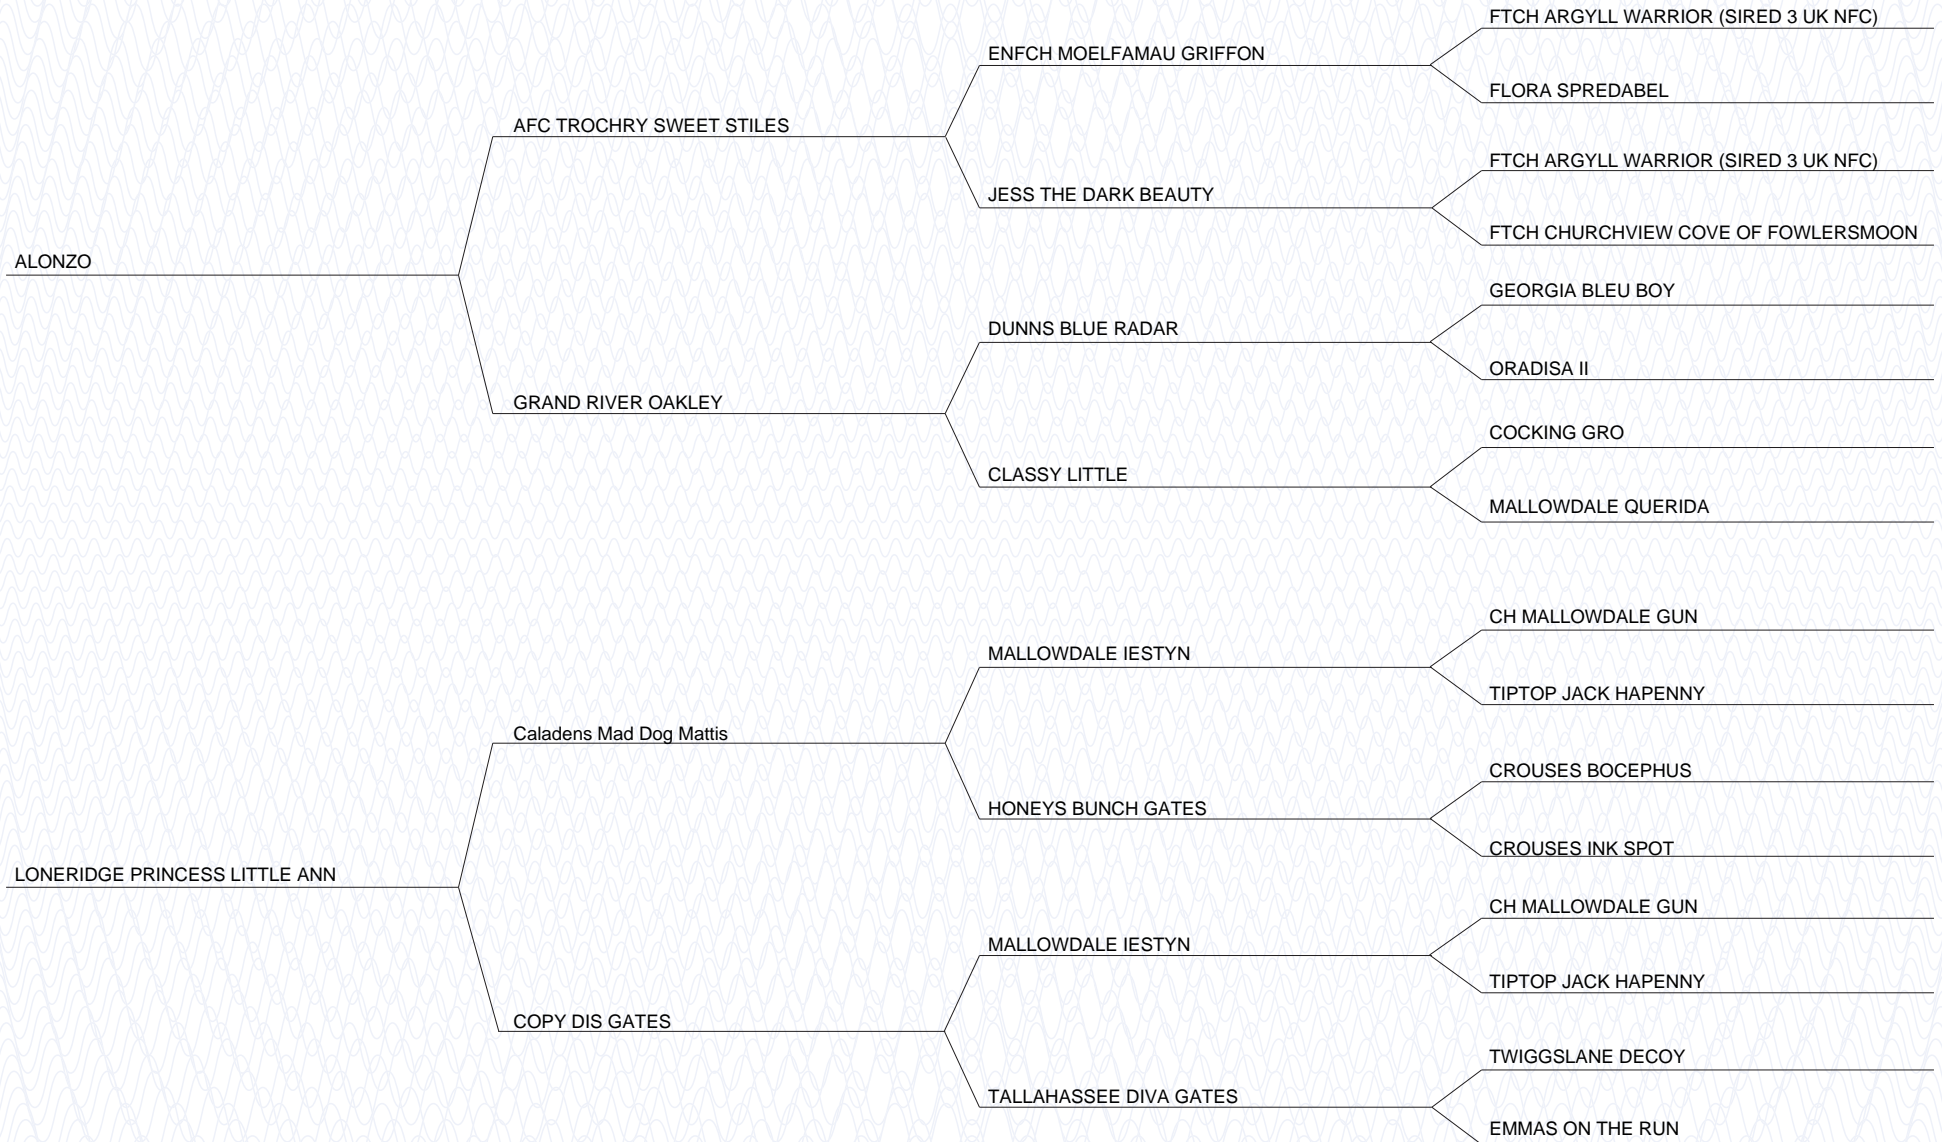 FTCH ARGYLL WARRIOR (SIRED 3 UK NFC)
ENFCH MOELFAMAU GRIFFON
FLORA SPREDABEL
AFC TROCHRY SWEET STILES
FTCH ARGYLL WARRIOR (SIRED 3 UK NFC)
JESS THE DARK BEAUTY
FTCH CHURCHVIEW COVE OF FOWLERSMOON
ALONZO
GEORGIA BLEU BOY
DUNNS BLUE RADAR
ORADISA II
GRAND RIVER OAKLEY
COCKING GRO
CLASSY LITTLE
MALLOWDALE QUERIDA
CH MALLOWDALE GUN
MALLOWDALE IESTYN
TIPTOP JACK HAPENNY
Caladens Mad Dog Mattis
CROUSES BOCEPHUS
HONEYS BUNCH GATES
CROUSES INK SPOT
LONERIDGE PRINCESS LITTLE ANN
CH MALLOWDALE GUN
MALLOWDALE IESTYN
TIPTOP JACK HAPENNY
COPY DIS GATES
TWIGGSLANE DECOY
TALLAHASSEE DIVA GATES
EMMAS ON THE RUN